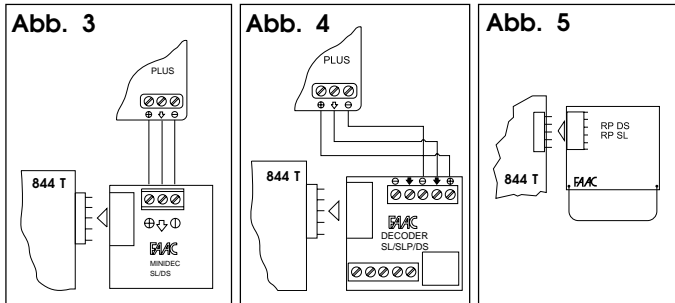 Abb. 3
PLUS
844 T
FAAC
MINIDEC
SL/DS
Abb. 4
PLUS
844 T
FAAC
DECODER
SL/SLP/DS
Abb. 5
RP DS
RP SL
844 T
FAAC